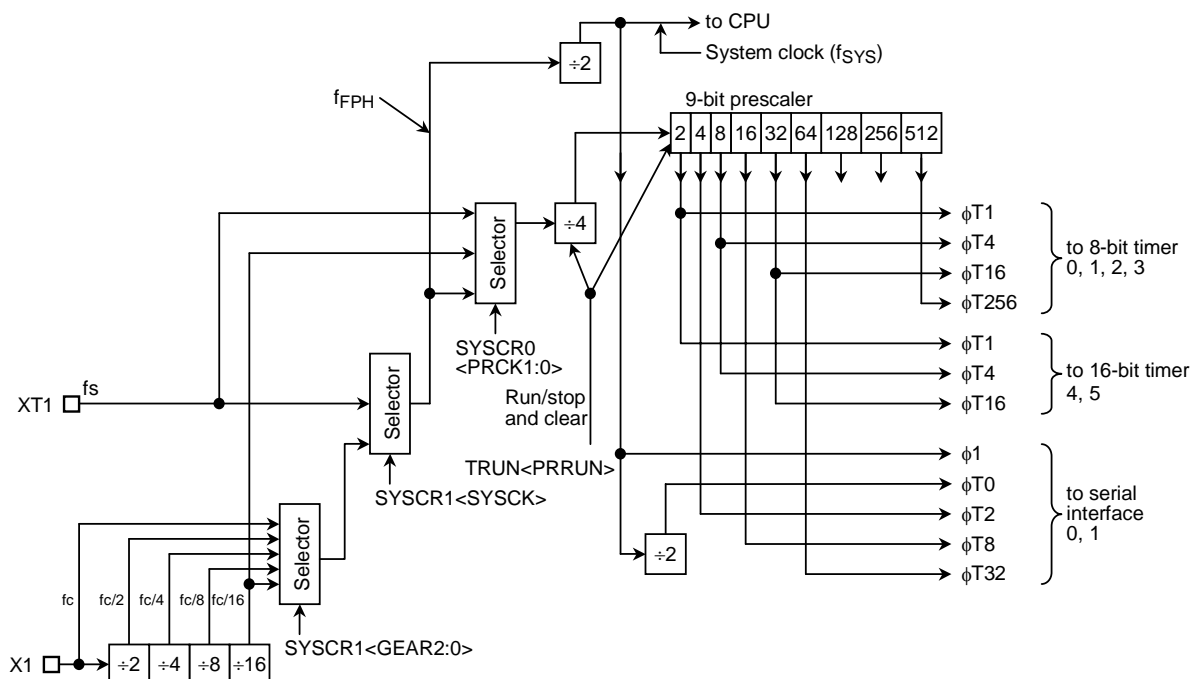 to CPU
÷2
System clock (fSYS)
fFPH
9-bit prescaler
2 4 8 16 32 64 128 256 512
÷4
Selector
ϕT1
ϕT4
ϕT16
ϕT256
to 8-bit timer
0, 1, 2, 3
SYSCR0
<PRCK1:0>
ϕT1
ϕT4
ϕT16
to 16-bit timer
4, 5
XT1
fs
Selector
Run/stop
and clear
TRUN<PRRUN>
SYSCR1<SYSCK>
ϕ1
ϕT0
ϕT2
ϕT8
ϕT32
to serial
interface
0, 1
÷2
Selector
fc
fc/2
fc/4
fc/8
fc/16
SYSCR1<GEAR2:0>
X1
÷2 ÷4 ÷8 ÷16